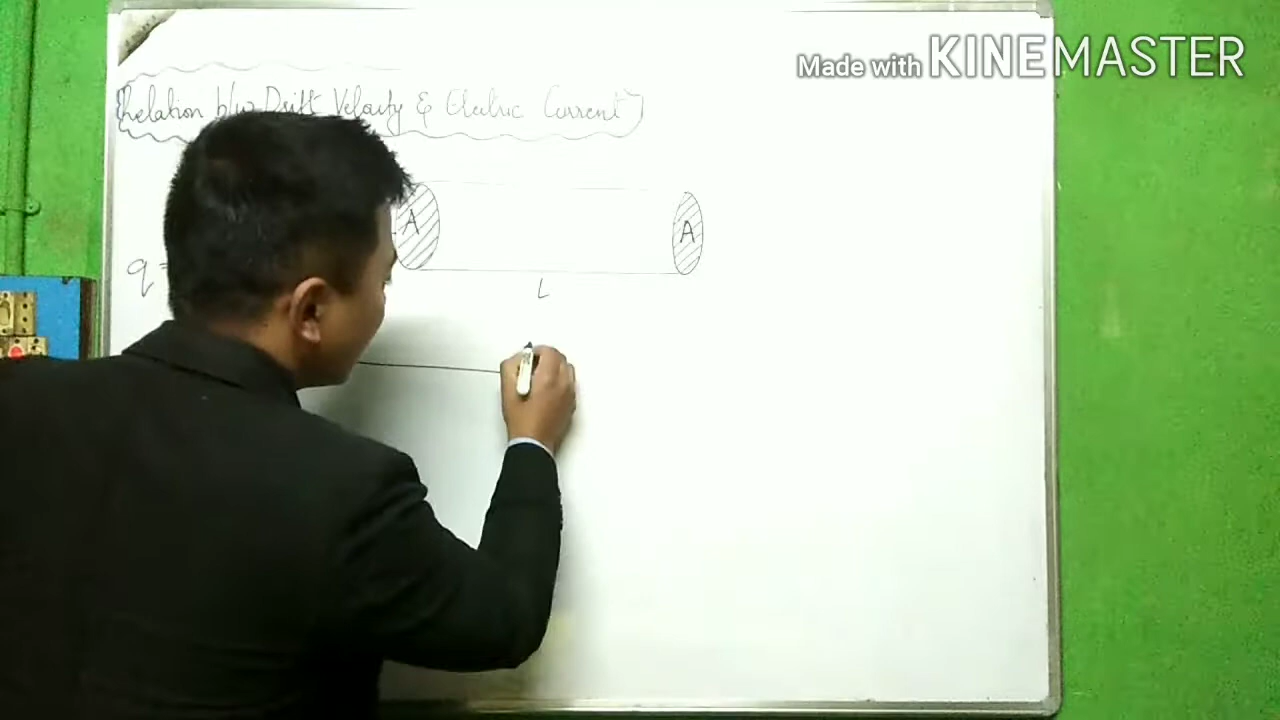 Made with KINEMASTER
Relation b/w Drift Velocity & Electric Current
A
A
q =
L